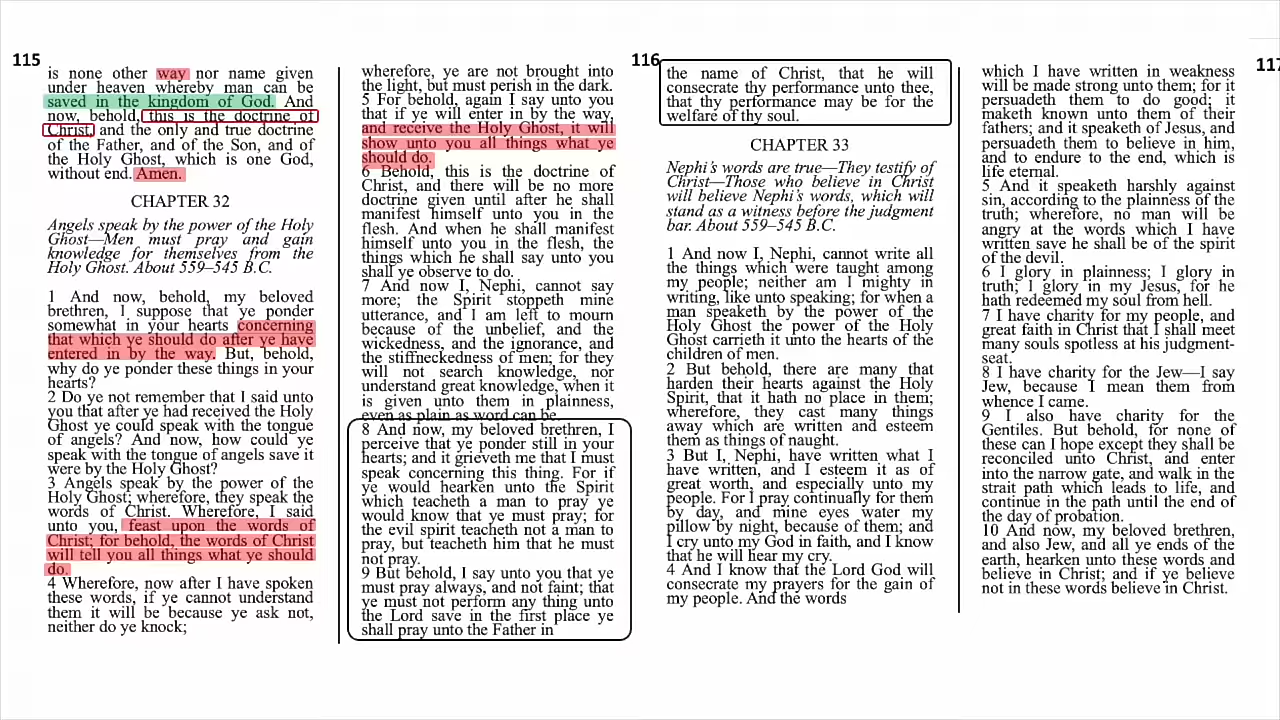 115
is none other way nor name given
under heaven whereby man can be
saved in the kingdom of God. And
now, behold, this is the doctrine of
Christ, and the only and true doctrine
of the Father, and of the Son, and of
the Holy Ghost, which is one God,
without end. Amen.
CHAPTER 32
Angels speak by the power of the Holy
Ghost—Men must pray and gain
knowledge for themselves from the
Holy Ghost. About 559–545 B.C.
1 And now, behold, my beloved
brethren, I suppose that ye ponder
somewhat in your hearts concerning
that which ye should do after ye have
entered in by the way. But, behold,
why do ye ponder these things in your
hearts?
2 Do ye not remember that I said unto
you that after ye had received the Holy
Ghost ye could speak with the tongue
of angels? And now, how could ye
speak with the tongue of angels save it
were by the Holy Ghost?
3 Angels speak by the power of the
Holy Ghost; wherefore, they speak the
words of Christ. Wherefore, I said
unto you, feast upon the words of
Christ; for behold, the words of Christ
will tell you all things what ye should
do.
4 Wherefore, now after I have spoken
these words, if ye cannot understand
them it will be because ye ask not,
neither do ye knock;
wherefore, ye are not brought into
the light, but must perish in the dark.
5 For behold, again I say unto you
that if ye will enter in by the way,
and receive the Holy Ghost, it will
show unto you all things what ye
should do.
6 Behold, this is the doctrine of
Christ, and there will be no more
doctrine given until after he shall
manifest himself unto you in the
flesh. And when he shall manifest
himself unto you in the flesh, the
things which he shall say unto you
shall ye observe to do.
7 And now I, Nephi, cannot say
more; the Spirit stoppeth mine
utterance, and I am left to mourn
because of the unbelief, and the
wickedness, and the ignorance, and
the stiffneckedness of men; for they
will not search knowledge, nor
understand great knowledge, when it
is given unto them in plainness,
even as plain as word can be.
8 And now, my beloved brethren, I
perceive that ye ponder still in your
hearts; and it grieveth me that I must
speak concerning this thing. For if
ye would hearken unto the Spirit
which teacheth a man to pray ye
would know that ye must pray; for
the evil spirit teacheth not a man to
pray, but teacheth him that he must
not pray.
9 But behold, I say unto you that ye
must pray always, and not faint; that
ye must not perform any thing unto
the Lord save in the first place ye
shall pray unto the Father in
116
the name of Christ, that he will
consecrate thy performance unto thee,
that thy performance may be for the
welfare of thy soul.
CHAPTER 33
Nephi's words are true—They testify of
Christ—Those who believe in Christ
will believe Nephi's words, which will
stand as a witness before the judgment
bar. About 559–545 B.C.
1 And now I, Nephi, cannot write all
the things which were taught among
my people; neither am I mighty in
writing, like unto speaking; for when a
man speaketh by the power of the
Holy Ghost the power of the Holy
Ghost carrieth it unto the hearts of the
children of men.
2 But behold, there are many that
harden their hearts against the Holy
Spirit, that it hath no place in them;
wherefore, they cast many things
away which are written and esteem
them as things of naught.
3 But I, Nephi, have written what I
have written, and I esteem it as of
great worth, and especially unto my
people. For I pray continually for them
by day, and mine eyes water my
pillow by night, because of them; and
I cry unto my God in faith, and I know
that he will hear my cry.
4 And I know that the Lord God will
consecrate my prayers for the gain of
my people. And the words
117
which I have written in weakness
will be made strong unto them; for it
persuadeth them to do good; it
maketh known unto them of their
fathers; and it speaketh of Jesus, and
persuadeth them to believe in him,
and to endure to the end, which is
life eternal.
5 And it speaketh harshly against
sin, according to the plainness of the
truth; wherefore, no man will be
angry at the words which I have
written save he shall be of the spirit
of the devil.
6 I glory in plainness; I glory in
truth; I glory in my Jesus, for he
hath redeemed my soul from hell.
7 I have charity for my people, and
great faith in Christ that I shall meet
many souls spotless at his judgment-
seat.
8 I have charity for the Jew—I say
Jew, because I mean them from
whence I came.
9 I also have charity for the
Gentiles. But behold, for none of
these can I hope except they shall be
reconciled unto Christ, and enter
into the narrow gate, and walk in the
strait path which leads to life, and
continue in the path until the end of
the day of probation.
10 And now, my beloved brethren,
and also Jew, and all ye ends of the
earth, hearken unto these words and
believe in Christ; and if ye believe
not in these words believe in Christ.